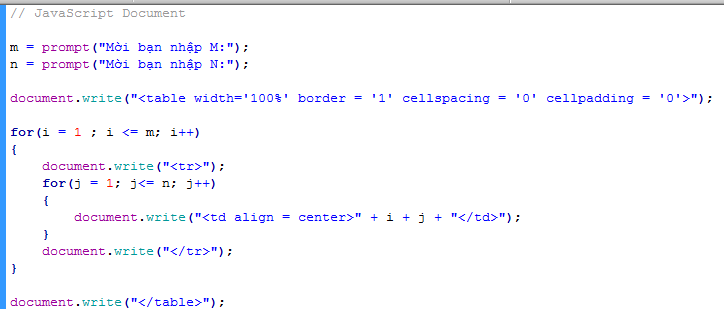 // JavaScript Document
m = prompt("Mời bạn nhập M:");
n = prompt("Mời bạn nhập N:");
document.write("<table width='100%' border = '1' cellspacing = '0' cellpadding = '0'>");
for(i = 1 ; i <= m; i++)
{
document.write("<tr>");
for(j = 1; j<= n; j++)
{
document.write("<td align = center>" + i + j + "</td>");
}
document.write("</tr>");
}
document.write("</table>");